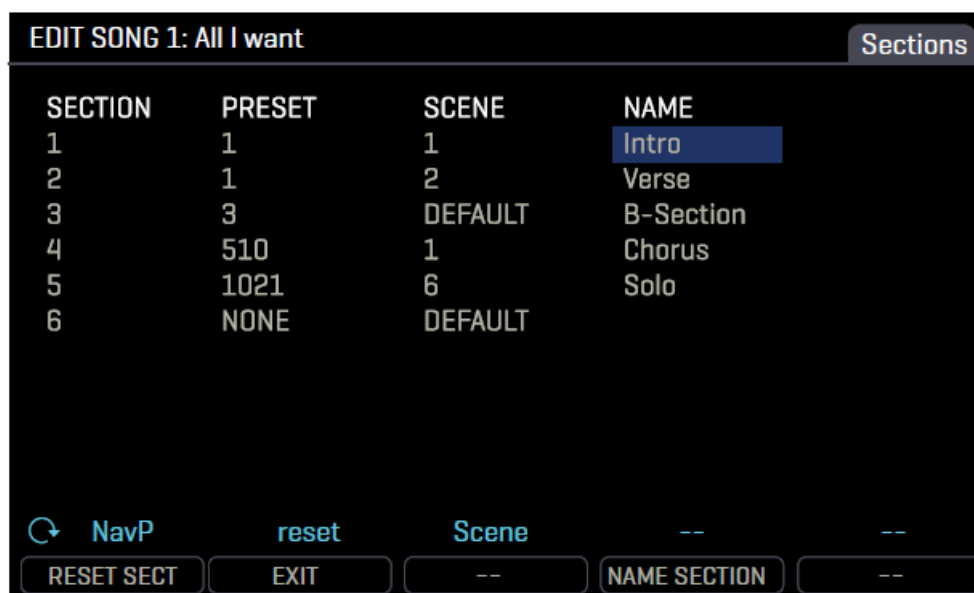 EDIT SONG 1: All I want Sections
SECTION PRESET SCENE NAME
1 1 1 Intro
2 1 2 Verse
3 3 DEFAULT B-Section
4 510 1 Chorus
5 1021 6 Solo
6 NONE DEFAULT
NavP reset Scene -- --
RESET SECT EXIT -- NAME SECTION --